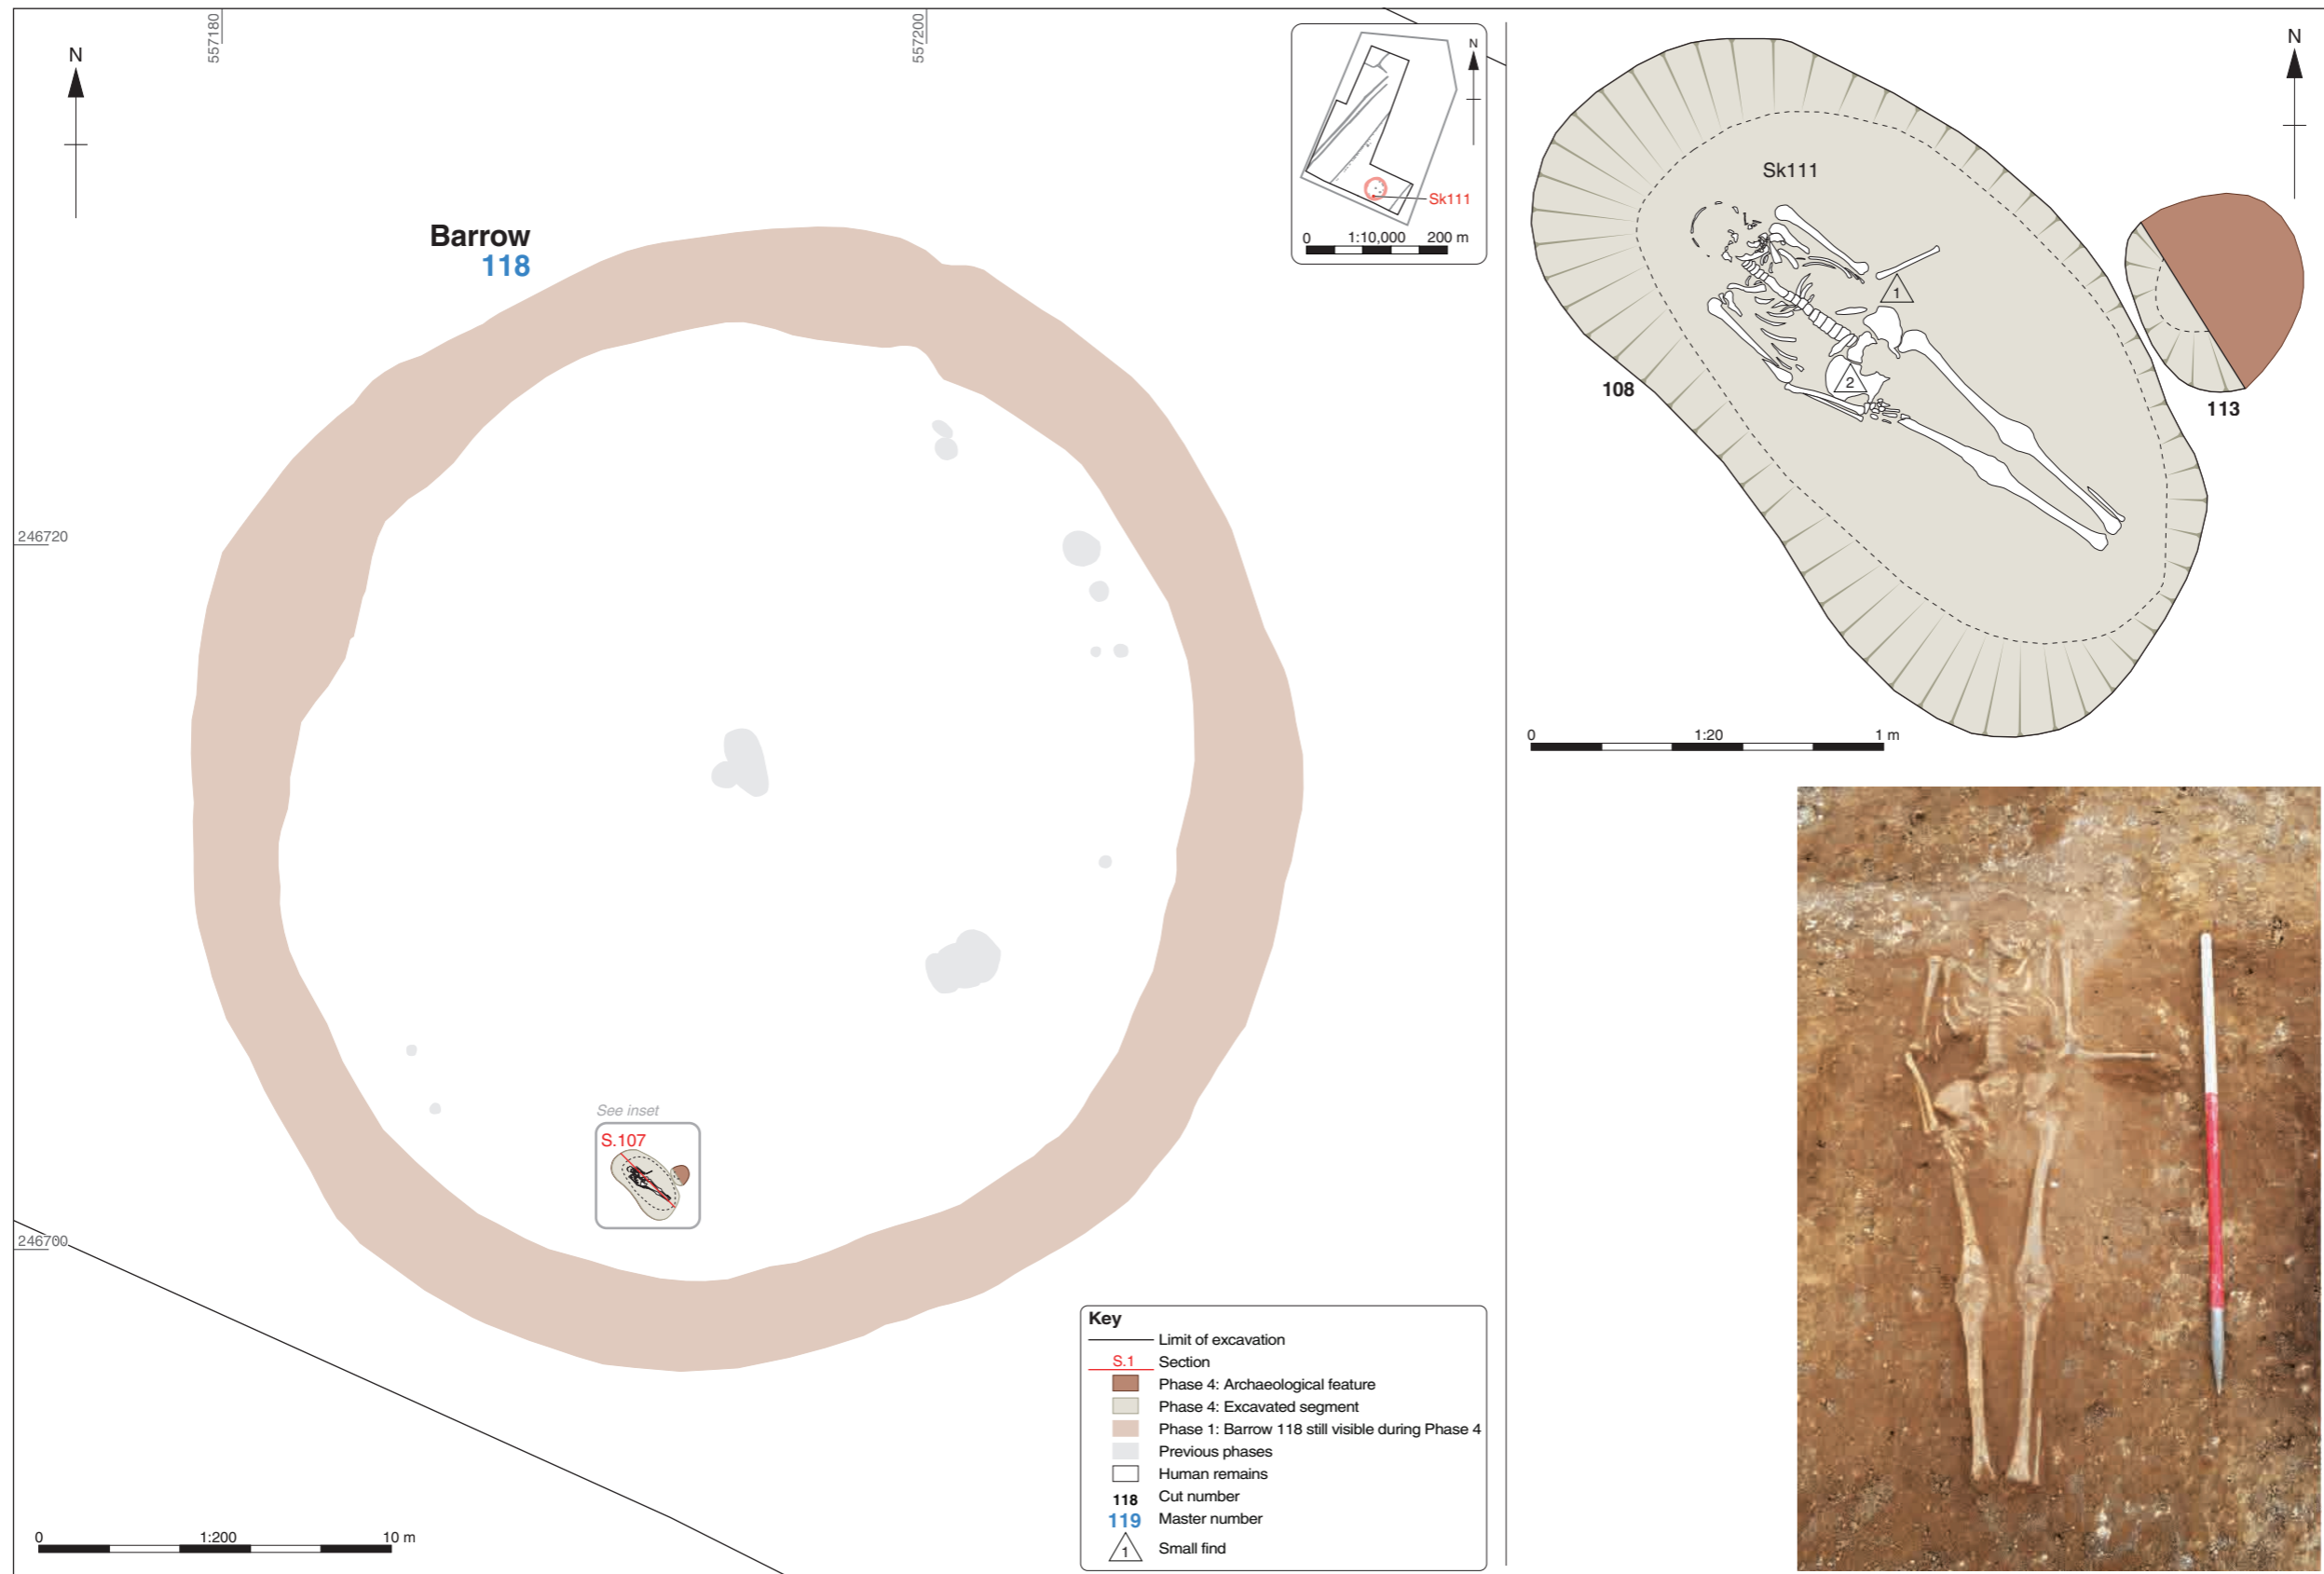 557180
557200
N
Barrow
118
246720
246700
See inset
S.107
0 1:200 10 m
N
Sk111
0 1:10,000 200 m
Key
Limit of excavation
S.1 Section
Phase 4: Archaeological feature
Phase 4: Excavated segment
Phase 1: Barrow 118 still visible during Phase 4
Previous phases
Human remains
118 Cut number
119 Master number
1 Small find
N
Sk111
1
2
108
113
0 1:20 1 m